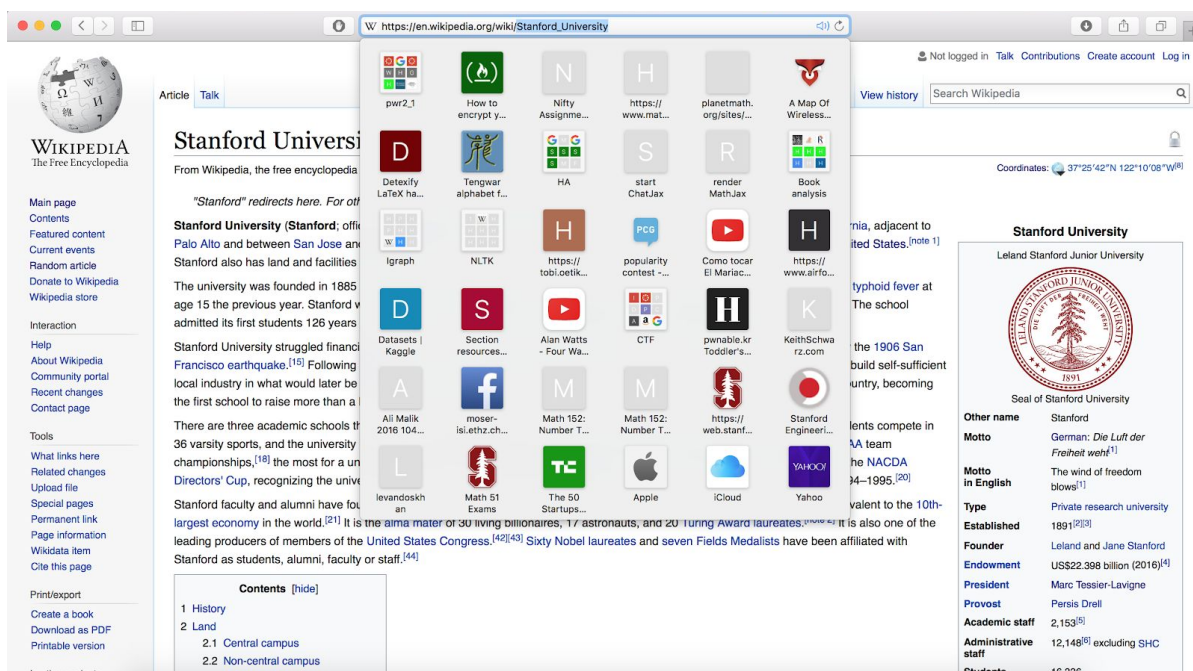 W https://en.wikipedia.org/wiki/Stanford_University
WIKIPEDIA
The Free Encyclopedia
Main page
Contents
Featured content
Current events
Random article
Donate to Wikipedia
Wikipedia store
Interaction
Help
About Wikipedia
Community portal
Recent changes
Contact page
Tools
What links here
Related changes
Upload file
Special pages
Permanent link
Page information
Wikidata item
Cite this page
Print/export
Create a book
Download as PDF
Printable version
Not logged in Talk Contributions Create account Log in
Article Talk
View history Search Wikipedia
Stanford Universi
From Wikipedia, the free encyclopedia
Coordinates: 37°25′42″N 122°10′08″W[8]
"Stanford" redirects here. For oth
Stanford University (Stanford; offi
rnia, adjacent to
Palo Alto and between San Jose an
ited States.[note 1]
Stanford also has land and facilities
The university was founded in 1885
typhoid fever at
age 15 the previous year. Stanford w
The school
admitted its first students 126 years
Stanford University struggled financi
the 1906 San
Francisco earthquake.[15] Following
build self-sufficient
local industry in what would later be
untry, becoming
the first school to raise more than a
There are three academic schools th
ents compete in
36 varsity sports, and the university
AA team
championships,[18] the most for a un
he NACDA
Directors' Cup, recognizing the unive
94–1995.[20]
Stanford faculty and alumni have fou
valent to the 10th-
largest economy in the world.[21] It is the alma mater of 30 living billionaires, 17 astronauts, and 20 Turing Award laureates.[note 2] It is also one of the
leading producers of members of the United States Congress.[42][43] Sixty Nobel laureates and seven Fields Medalists have been affiliated with
Stanford as students, alumni, faculty or staff.[44]
Contents [hide]
1 History
2 Land
2.1 Central campus
2.2 Non-central campus
pwr2_1
How to
encrypt y...
N
Nifty
Assignme...
H
https://
www.mat...
planetmath.
org/sites/...
A Map Of
Wireless...
D
Detexify
LaTeX ha...
Tengwar
alphabet f...
HA
S
start
ChatJax
R
render
MathJax
Book
analysis
Igraph
NLTK
H
https://
tobi.oetik...
PCG
popularity
contest -...
Como tocar
El Mariac...
H
https://
www.airfo...
D
Datasets |
Kaggle
S
Section
resources...
Alan Watts
- Four Wa...
CTF
H
pwnable.kr
Toddler's...
K
KeithSchwa
rz.com
A
Ali Malik
2016 104...
f
moser-
isi.ethz.ch...
M
Math 152:
Number T...
M
Math 152:
Number T...
https://
web.stanf...
Stanford
Engineeri...
L
levandoskh
an
Math 51
Exams
TC
The 50
Startups...
Apple
iCloud
YAHOO!
Yahoo
Stanford University
Leland Stanford Junior University
LELAND STANFORD JUNIOR UNIVERSITY
DIE LUFT DER FREIHEIT WEHT
1891
Seal of Stanford University
Other name Stanford
Motto German: Die Luft der
Freiheit weht[1]
Motto The wind of freedom
in English blows[1]
Type Private research university
Established 1891[2][3]
Founder Leland and Jane Stanford
Endowment US$22.398 billion (2016)[4]
President Marc Tessier-Lavigne
Provost Persis Drell
Academic staff 2,153[5]
Administrative 12,148[6] excluding SHC
staff